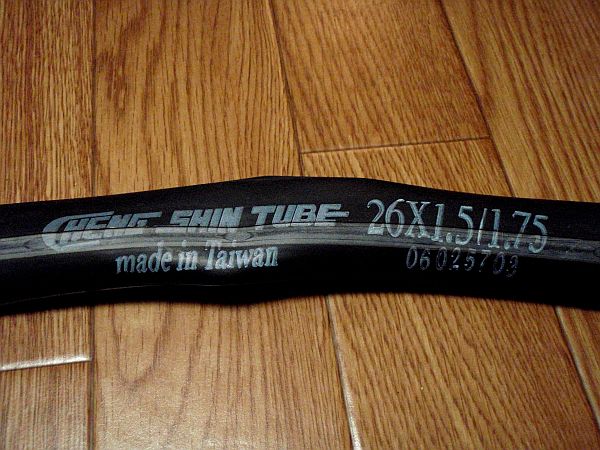 CHENG SHIN TUBE 26X1.5/1.75
made in Taiwan 06025703